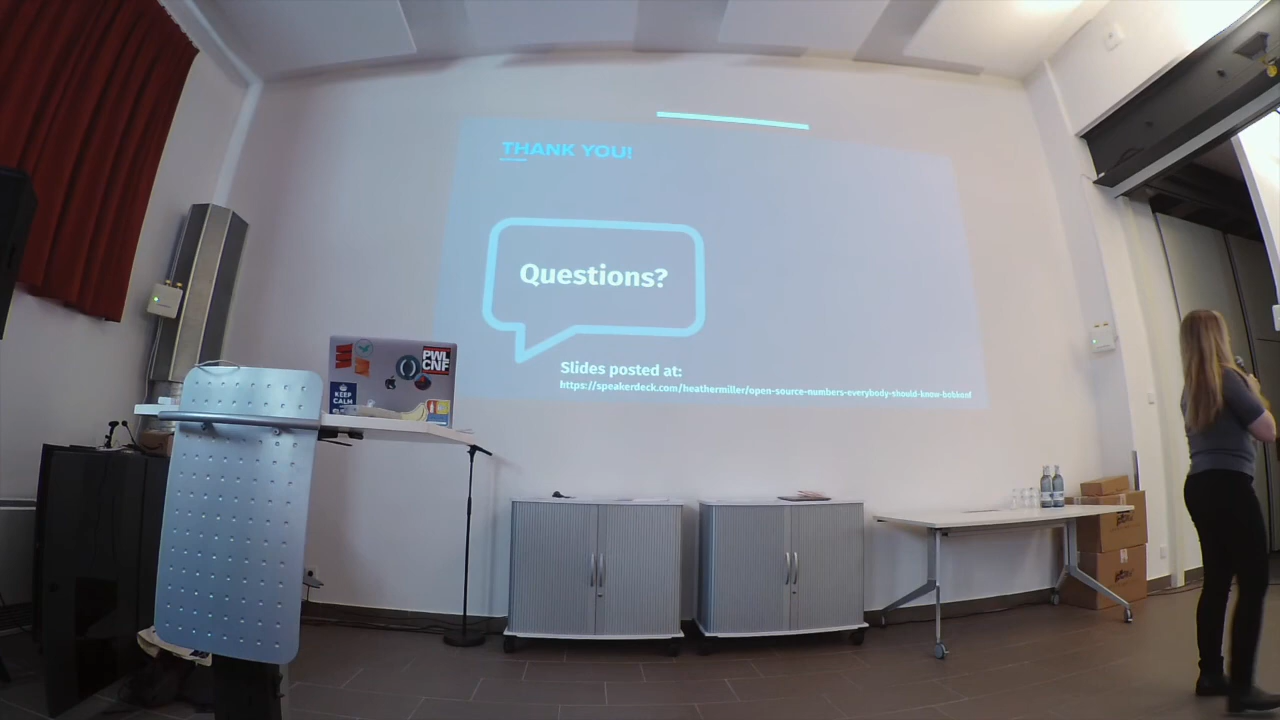 THANK YOU!
Questions?
Slides posted at:
https://speakerdeck.com/heathermiller/open-source-numbers-everybody-should-know-bobkonf
PWL
CNF
KEEP
CALM